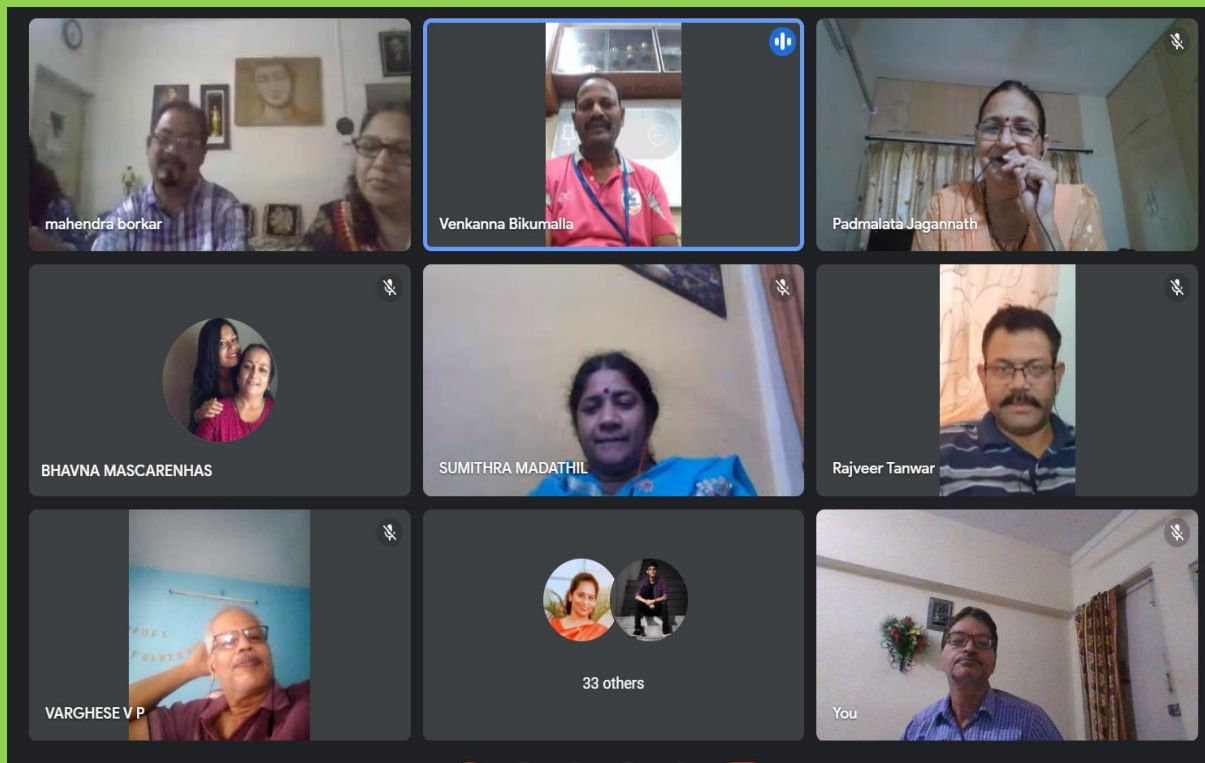 mahendra borkar
Venkanna Bikumalla
Padmalata Jagannath
BHAVNA MASCARENHAS
SUMITHRA MADATHIL
Rajveer Tanwar
VARGHESE V P
33 others
You